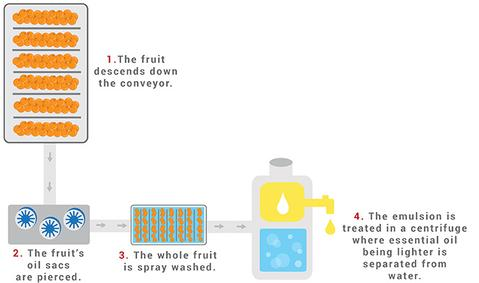 1.The fruit
descends down
the conveyor.
2. The fruit's
oil sacs
are pierced.
3. The whole fruit
is spray washed.
4. The emulsion is
treated in a centrifuge
where essential oil
being lighter is
separated from
water.